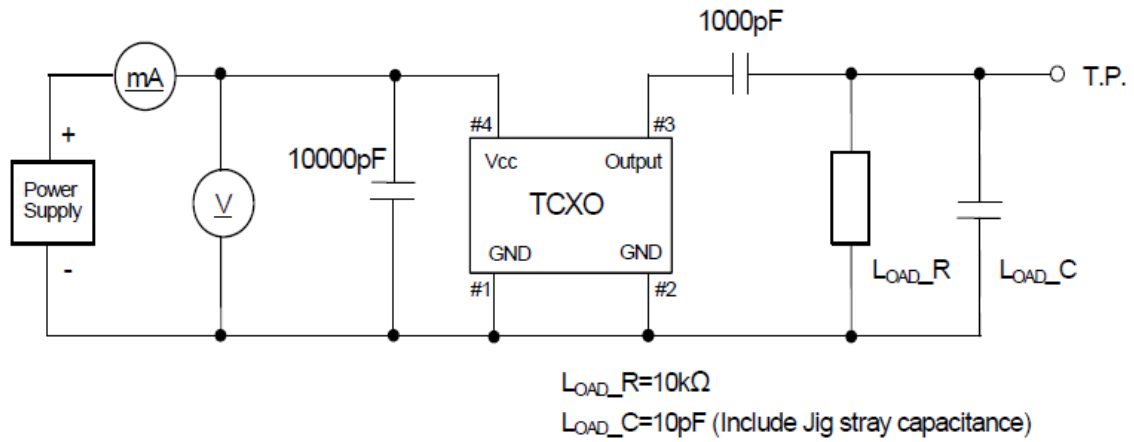 1000pF
mA
T.P.
+
#4
#3
10000pF
Vcc
Output
Power
Supply
V
TCXO
GND
GND
-
#1
#2
LOAD_R
LOAD_C
LOAD_R=10kΩ
LOAD_C=10pF (Include Jig stray capacitance)